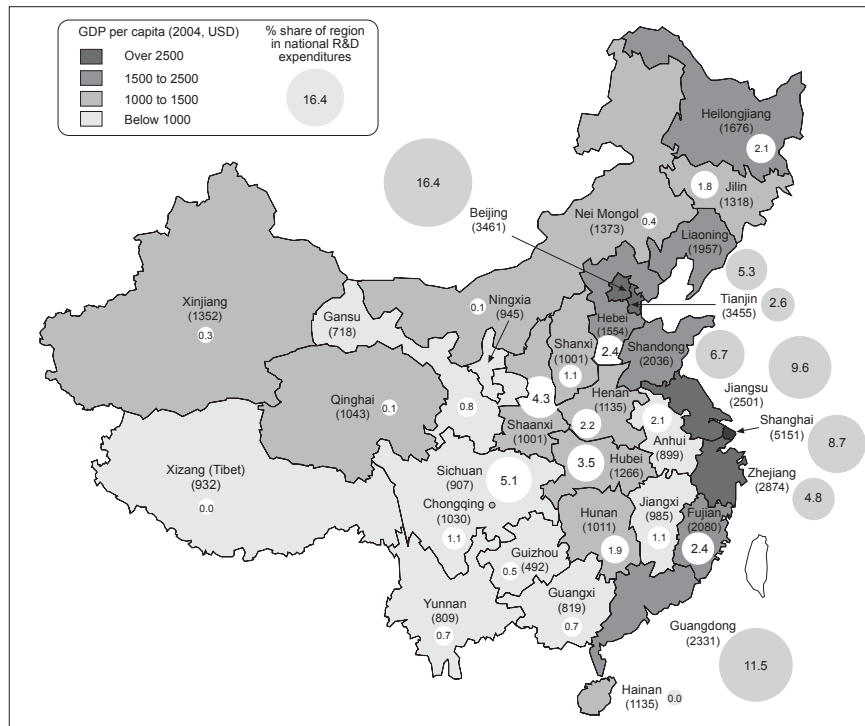 GDP per capita (2004, USD)
Over 2500
1500 to 2500
1000 to 1500
Below 1000
% share of region
in national R&D
expenditures
16.4
Heilongjiang
(1676)
2.1
16.4
1.8
Jilin
(1318)
Beijing
(3461)
Nei Mongol
(1373)
0.4
Liaoning
(1957)
5.3
Xinjiang
(1352)
0.3
Gansu
(718)
0.1
Ningxia
(945)
Tianjin
(3455)
2.6
Hebei
(1554)
2.4
Shanxi
(1001)
1.1
Shandong
(2036)
6.7
9.6
Jiangsu
(2501)
Qinghai
(1043)
0.1
0.8
4.3
Shaanxi
(1001)
Henan
(1135)
2.2
2.1
Anhui
(899)
Shanghai
(5151)
8.7
Xizang (Tibet)
(932)
0.0
Sichuan
(907)
5.1
Chongqing
(1030)
1.1
3.5
Hubei
(1266)
Zhejiang
(2874)
4.8
Hunan
(1011)
1.9
Jiangxi
(985)
1.1
Fujian
(2080)
2.4
Guizhou
(492)
0.5
Yunnan
(809)
0.7
Guangxi
(819)
0.7
Guangdong
(2331)
11.5
Hainan
(1135)
0.0